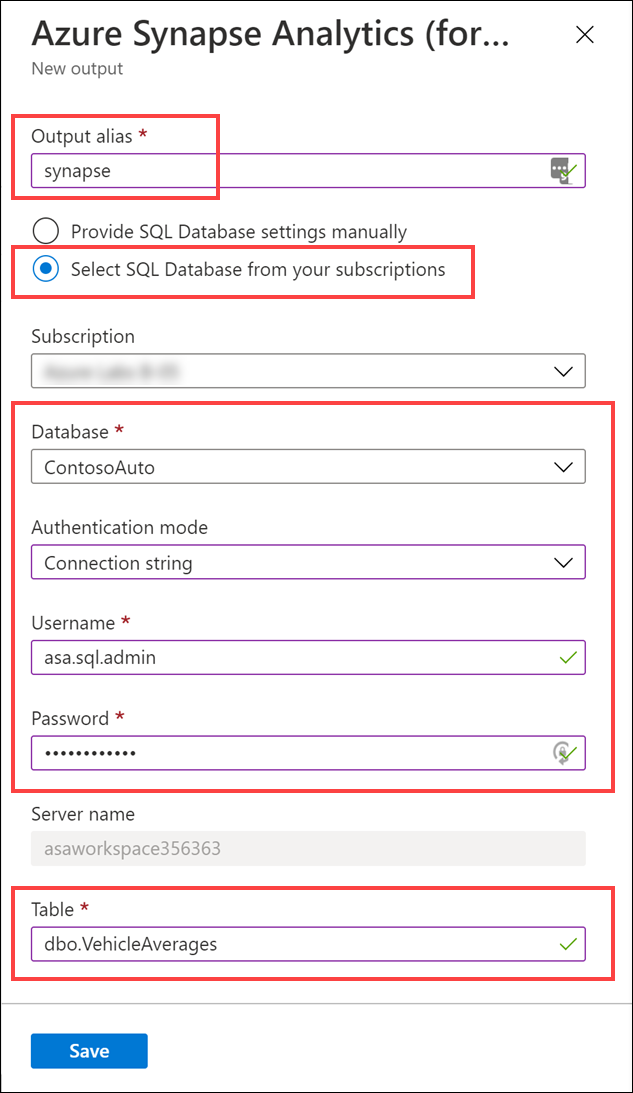 Azure Synapse Analytics (for...
New output
Output alias *
synapse
Provide SQL Database settings manually
Select SQL Database from your subscriptions
Subscription
Database *
ContosoAuto
Authentication mode
Connection string
Username *
asa.sql.admin
Password *
••••••••••••
Server name
asaworkspace356363
Table *
dbo.VehicleAverages
Save